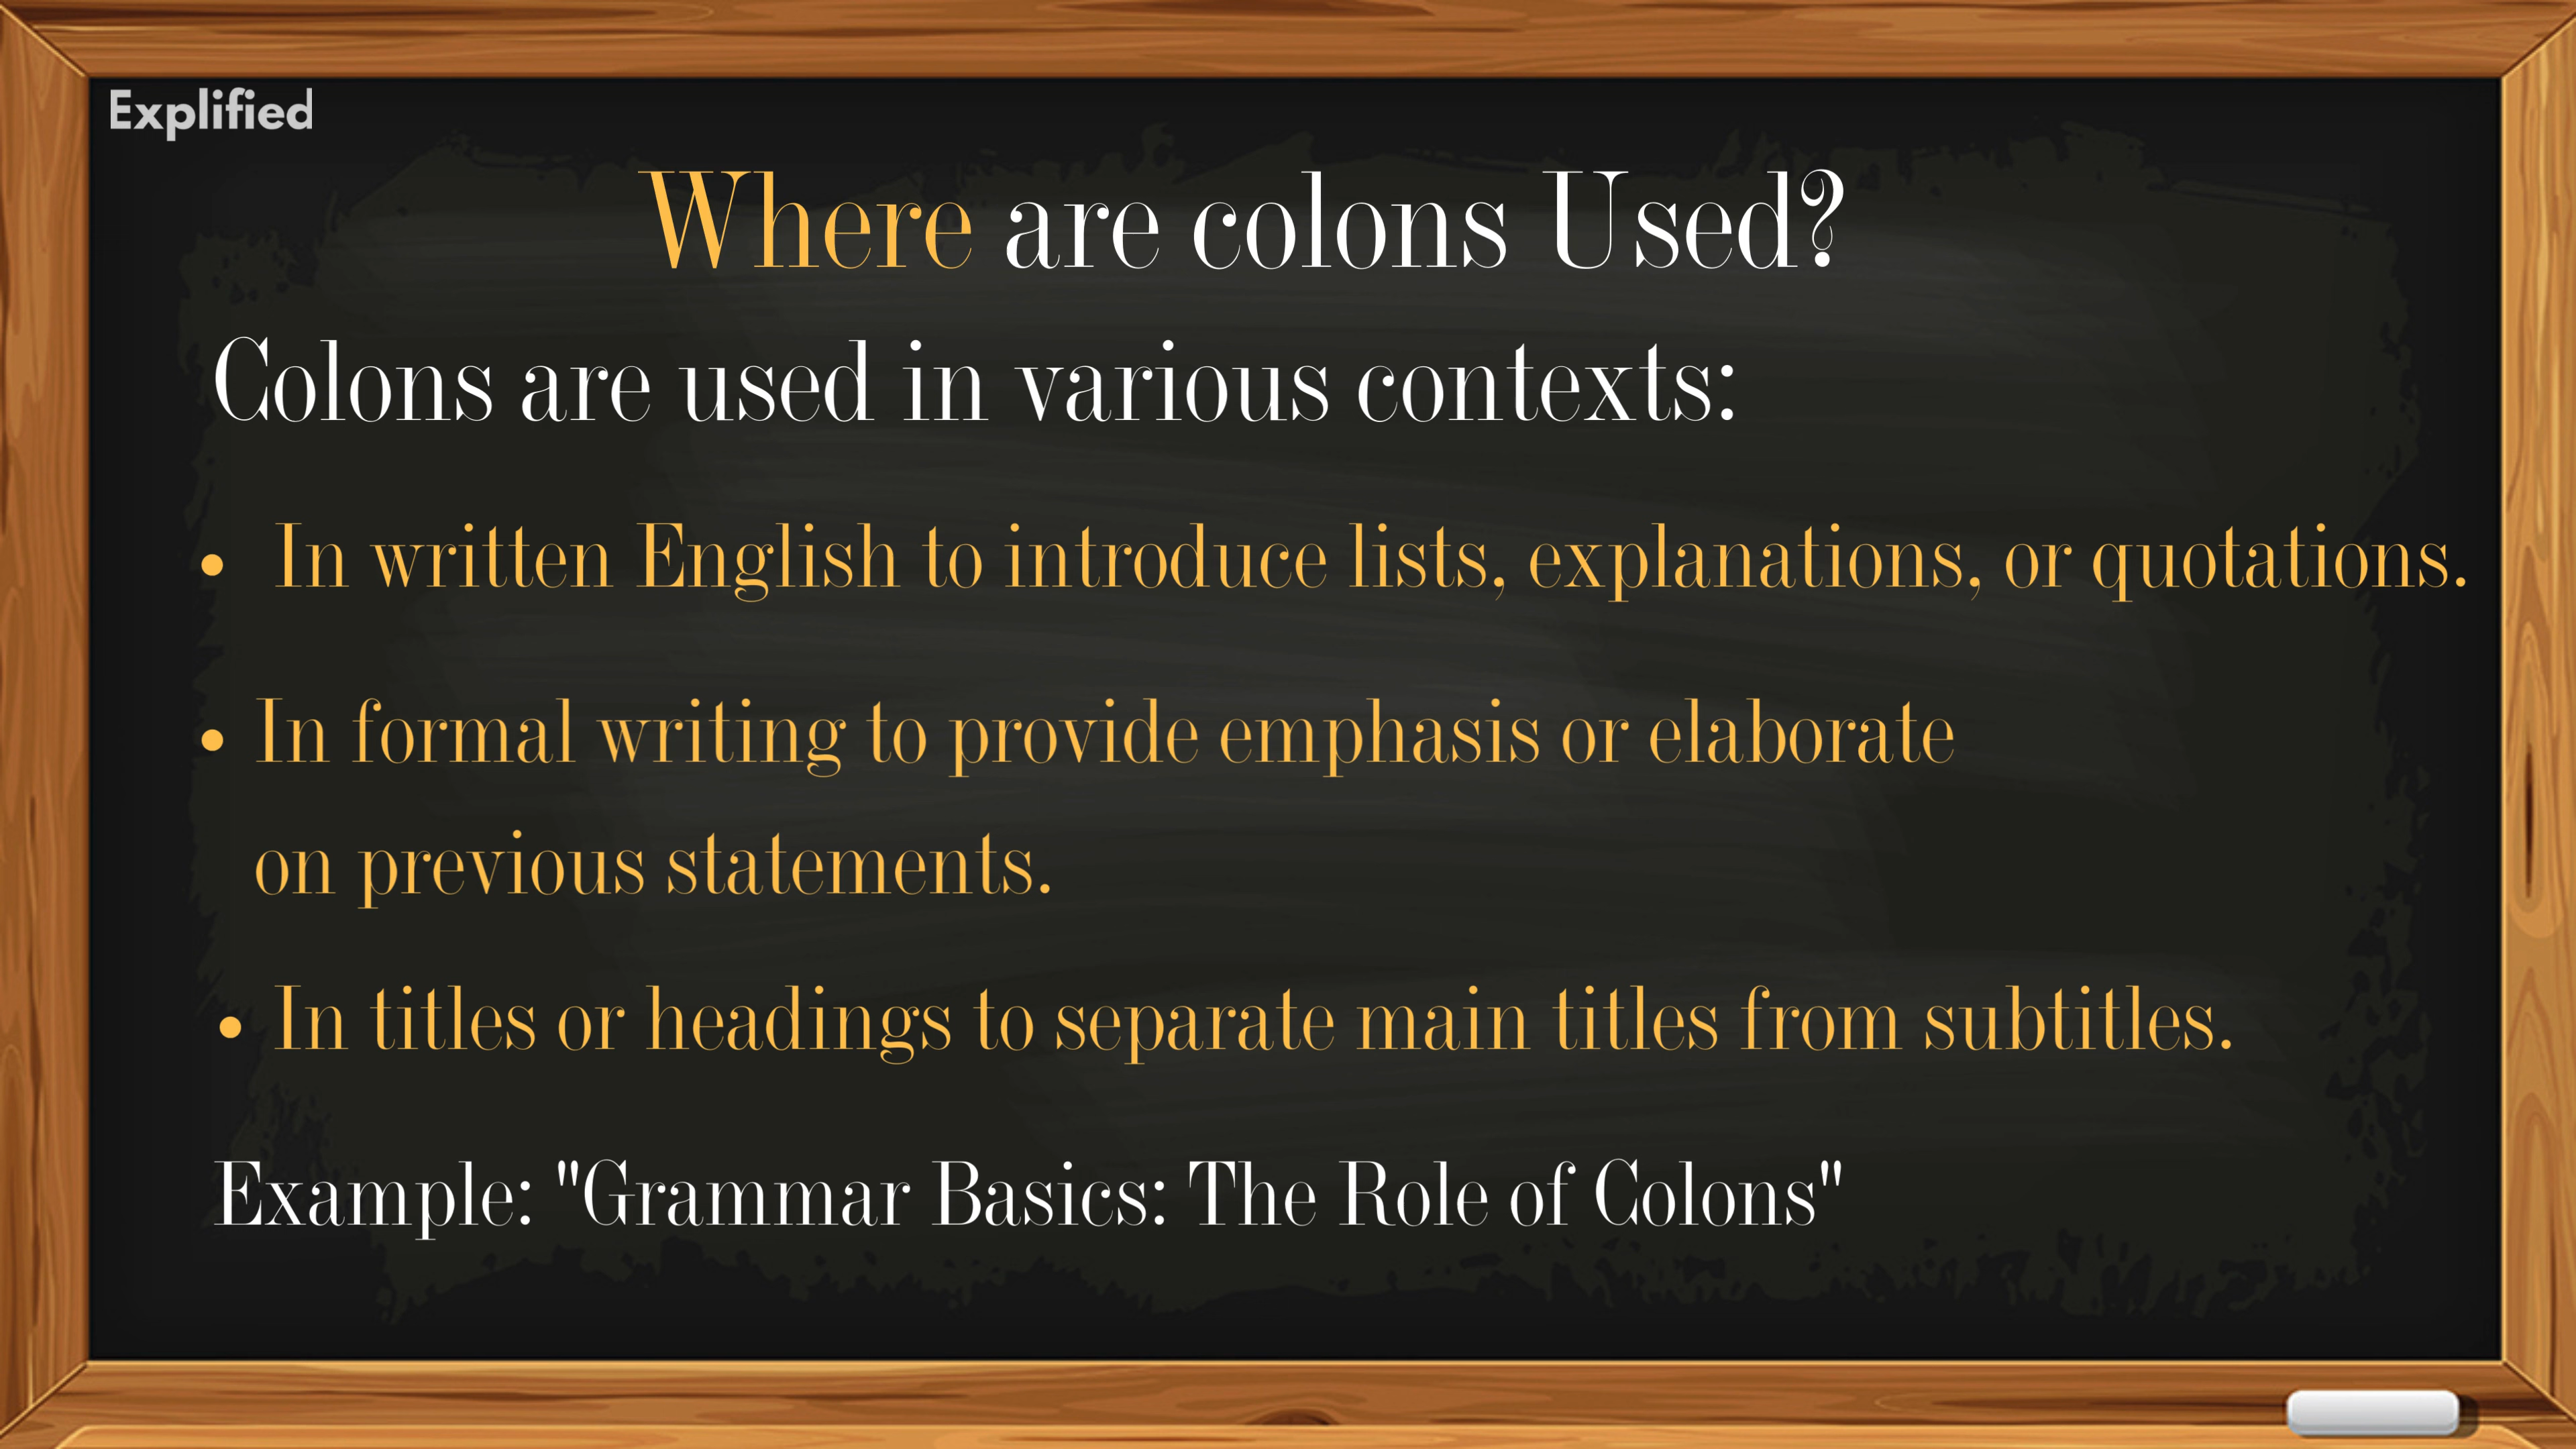 Explified
Where are colons Used?
Colons are used in various contexts:
• In written English to introduce lists, explanations, or quotations.
• In formal writing to provide emphasis or elaborate
on previous statements.
• In titles or headings to separate main titles from subtitles.
Example: "Grammar Basics: The Role of Colons"